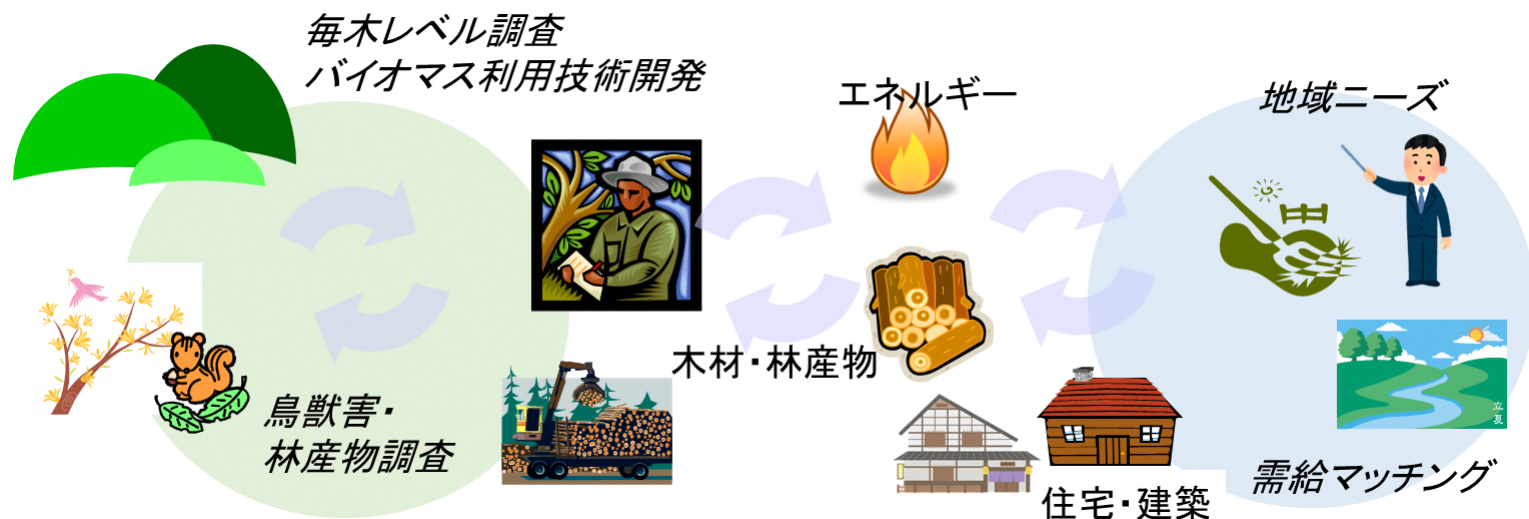 毎木レベル調査
バイオマス利用技術開発
エネルギー
地域ニーズ
木材・林産物
鳥獣害・
林産物調査
立夏
住宅・建築
需給マッチング